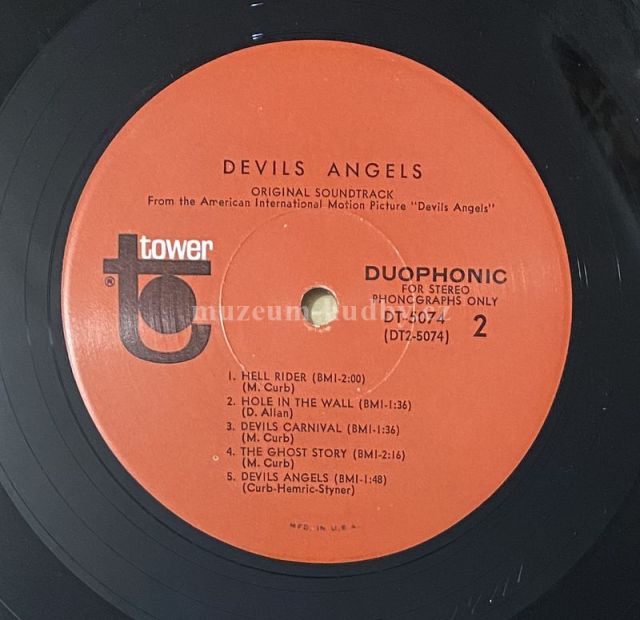 DEVILS ANGELS
ORIGINAL SOUNDTRACK
From the American International Motion Picture "Devils Angels"
tower
®
DUOPHONIC
FOR STEREO
PHONOGRAPHS ONLY
DT-5074
(DT2-5074)
2
1. HELL RIDER (BMI-2:00)
(M. Curb)
2. HOLE IN THE WALL (BMI-1:36)
(D. Allan)
3. DEVILS CARNIVAL (BMI-1:36)
(M. Curb)
4. THE GHOST STORY (BMI-2:16)
(M. Curb)
5. DEVILS ANGELS (BMI-1:48)
(Curb-Hemric-Styner)
MFD. IN U.S.A.